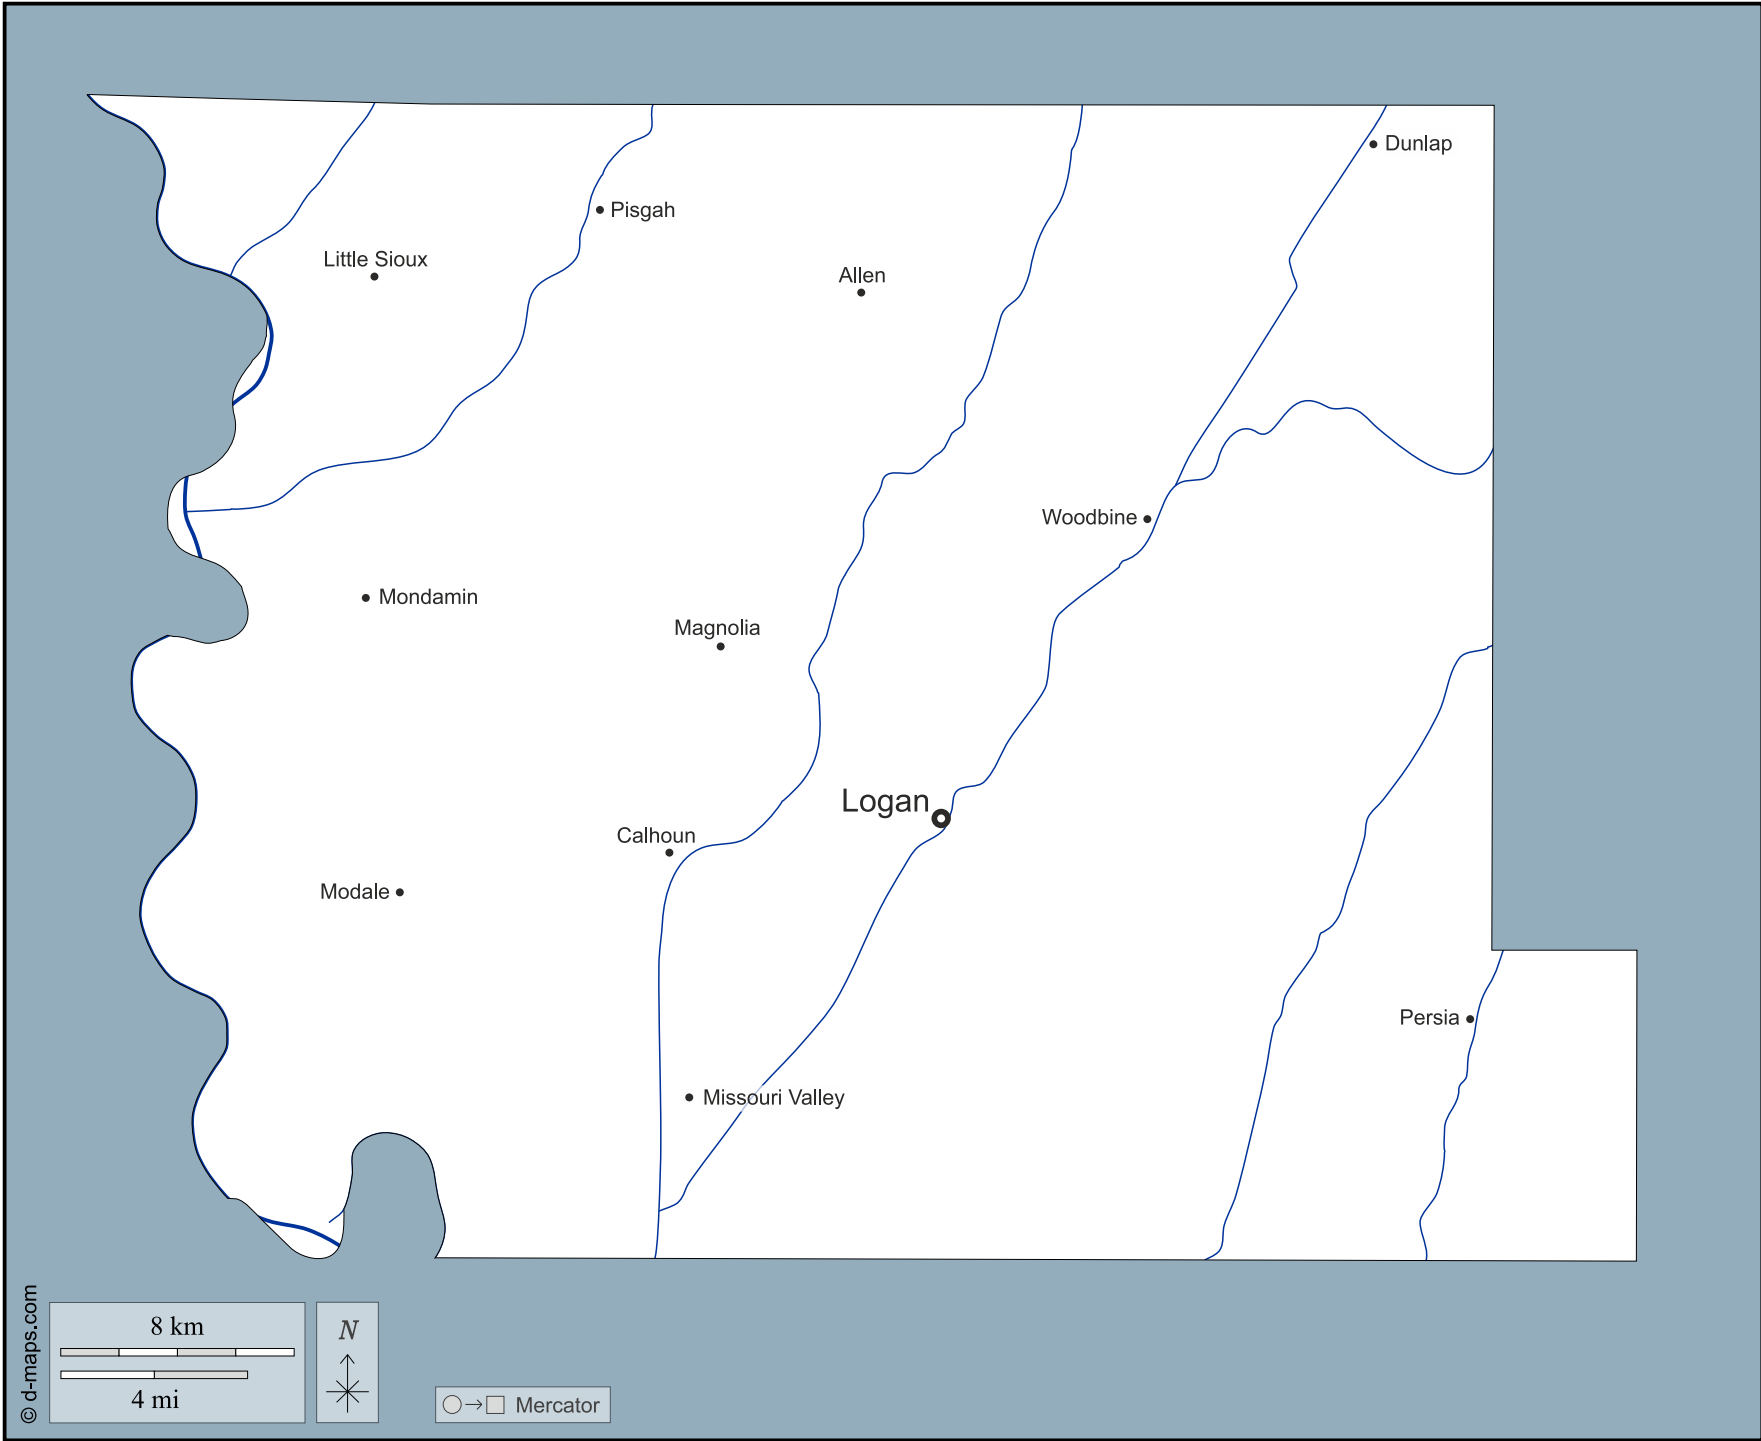 Dunlap
Pisgah
Little Sioux
Allen
Woodbine
Mondamin
Magnolia
Logan
Calhoun
Modale
Persia
Missouri Valley
© d-maps.com
8 km
4 mi
N
Mercator